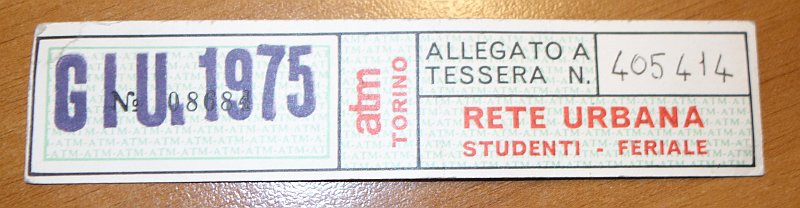 GIU. 1975
Nº 08684
atm
TORINO
ALLEGATO A
TESSERA N.
405414
RETE URBANA
STUDENTI - FERIALE